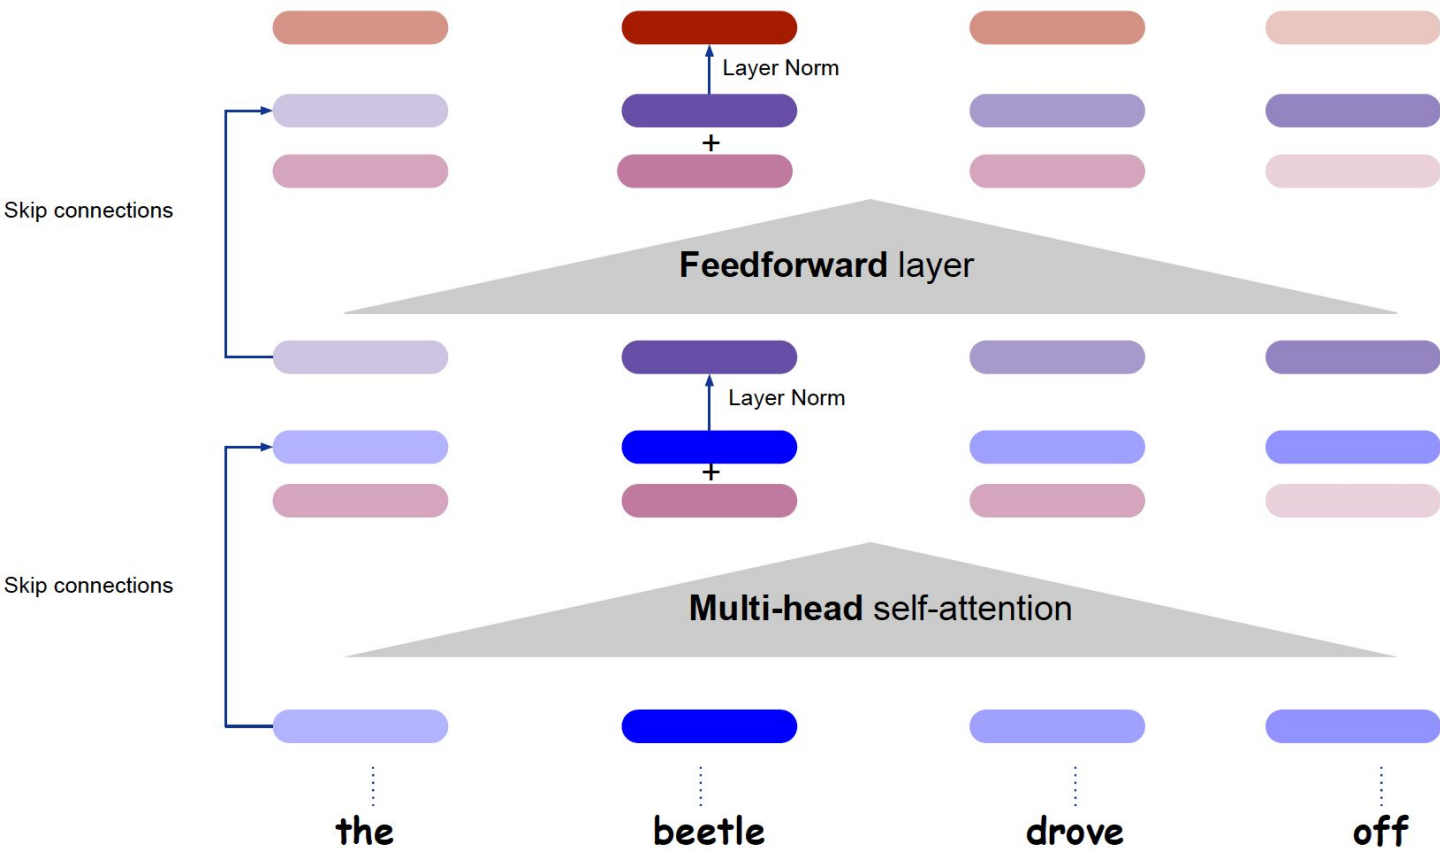 Layer Norm
+
Skip connections
Feedforward layer
Layer Norm
+
Skip connections
Multi-head self-attention
the beetle drove off